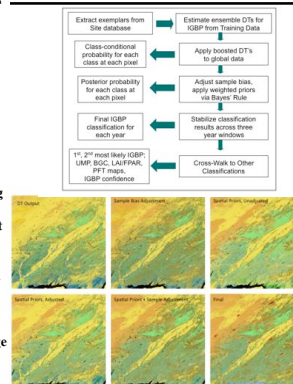 Extract exemplars from
Site database
Estimate ensemble DTs for
IGBP from Training Data
Class-conditional
probability for each
class at each pixel
Apply boosted DT's to
global data
Posterior probability
for each class at
each pixel
Adjust sample bias,
apply weighted priors
via Bayes' Rule
Final IGBP
classification for
each year
Stabilize classification
results across three
year windows
1st, 2nd most likely IGBP;
UMP, BGC, LAI/FPAR,
PFT maps,
IGBP confidence
Cross-Walk to Other
Classifications
DT Output
Sample Bias Adjustment
Spatial Priors, Unadjusted
Spatial Priors, Adjusted
Spatial Priors + Sample Adjustment
Final